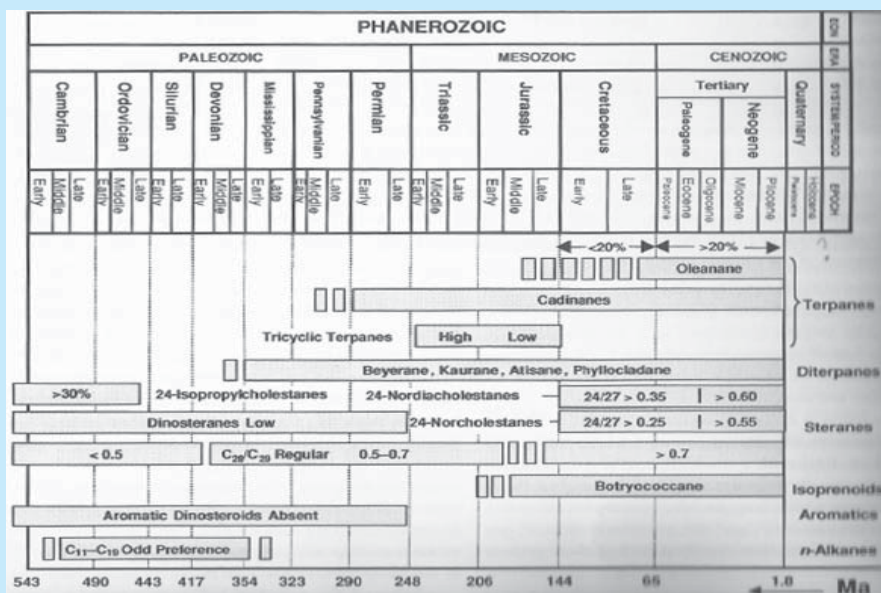 PHANEROZOIC EON
PALEOZOIC MESOZOIC CENOZOIC ERA
Cambrian Ordovician Silurian Devonian Mississippian Pennsylvanian Permian Triassic Jurassic Cretaceous Tertiary Paleogene Neogene Quaternary SYSTEM/PERIOD
Early Middle Late Early Middle Late Early Late Early Middle Late Early Late Early Middle Late Early Late Early Middle Late Early Middle Late Early Late Paleocene Eocene Oligocene Miocene Pliocene Pleistocene Holocene EPOCH
<20% >20%
Oleanane
Cadinanes Terpanes
Tricyclic Terpanes High Low
Beyerane, Kaurane, Atisane, Phyllocladane Diterpanes
>30% 24-Isopropylcholestanes 24-Nordiacholestanes 24/27 > 0.35 > 0.60
Dinosteranes Low 24-Norcholestanes 24/27 > 0.25 > 0.55 Steranes
< 0.5 C28/C29 Regular 0.5–0.7 > 0.7
Botryococcane Isoprenoids
Aromatic Dinosteroids Absent Aromatics
C11–C19 Odd Preference n-Alkanes
543 490 443 417 354 323 290 248 206 144 65 1.8 Ma